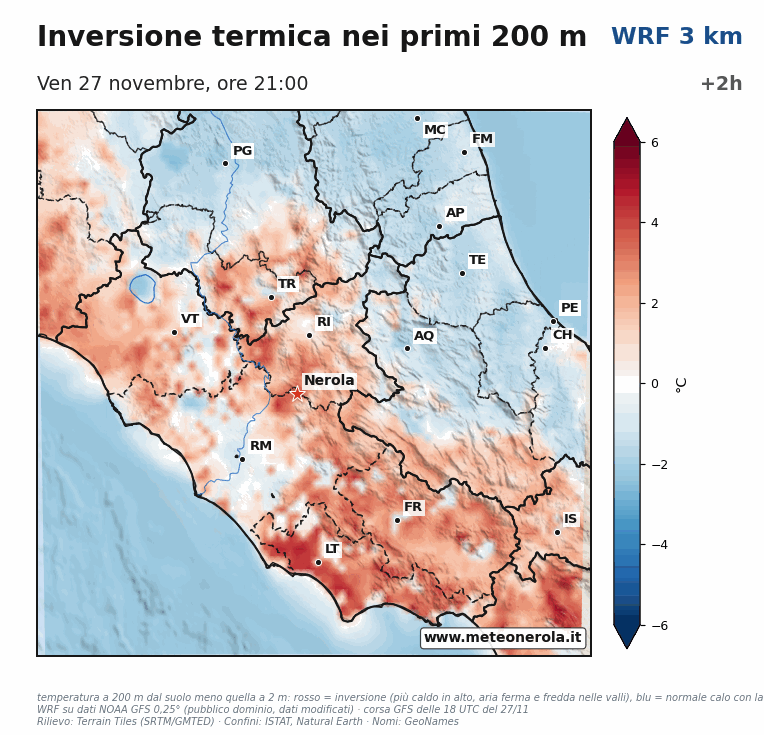 Inversione termica nei primi 200 m WRF 3 km
Ven 27 novembre, ore 21:00 +2h
MC
FM
PG
AP
TE
TR
PE
VT
RI
CH
AQ
Nerola
RM
FR
IS
LT
www.meteonerola.it
6
4
2
0
−2
−4
−6
°C
temperatura a 200 m dal suolo meno quella a 2 m: rosso = inversione (più caldo in alto, aria ferma e fredda nelle valli), blu = normale calo con la
WRF su dati NOAA GFS 0,25° (pubblico dominio, dati modificati) · corsa GFS delle 18 UTC del 27/11
Rilievo: Terrain Tiles (SRTM/GMTED) · Confini: ISTAT, Natural Earth · Nomi: GeoNames